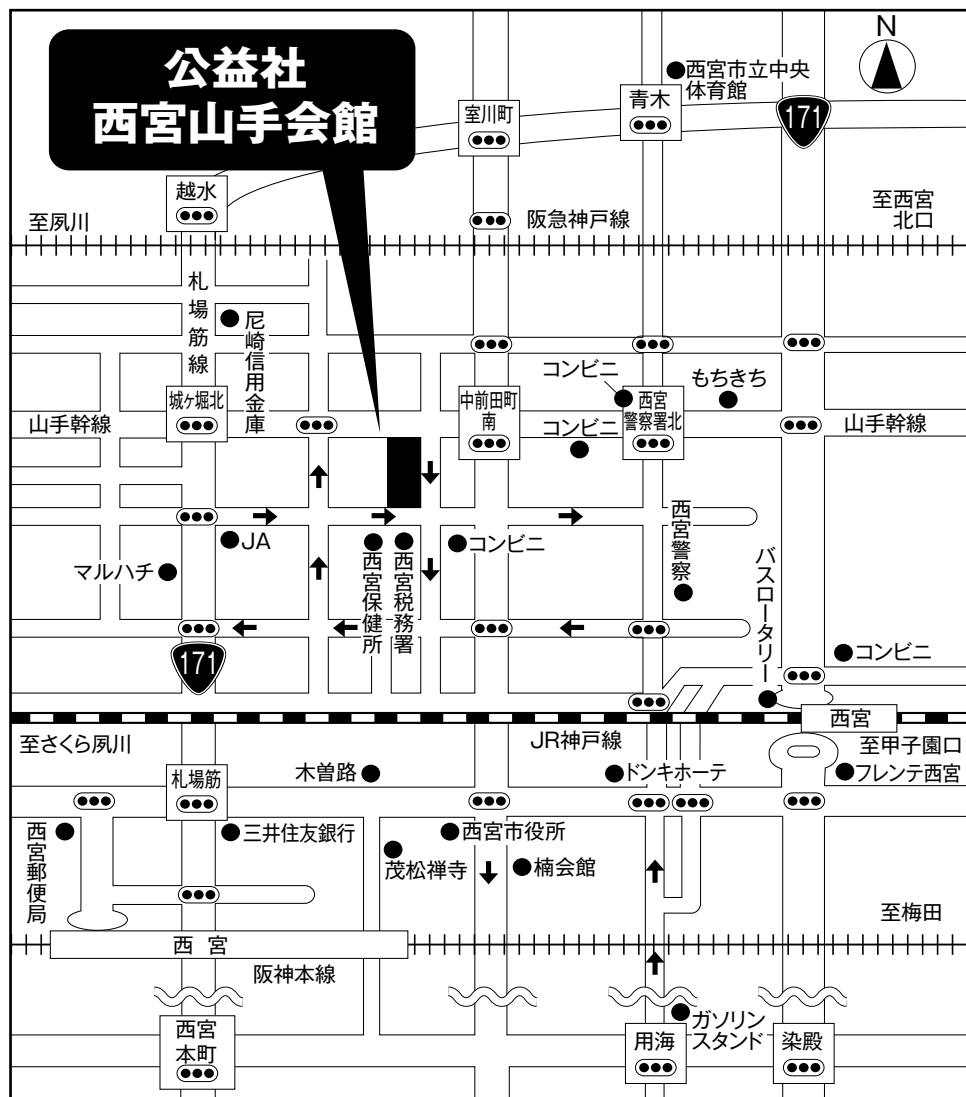 公益社
西宮山手会館
N
西宮市立中央
体育館
青木
室川町
171
越水
至夙川
阪急神戸線
至西宮
北口
札場筋線
尼崎信用金庫
コンビニ
もちきち
城ヶ堀北
中前田町
南
西宮
警察署北
山手幹線
コンビニ
山手幹線
西宮警察
JA
コンビニ
マルハチ
西宮保健所
西宮税務署
バスロータリー
171
コンビニ
西宮
至さくら夙川
JR神戸線
至甲子園口
木曽路
ドンキホーテ
フレンテ西宮
札場筋
西宮郵便局
三井住友銀行
西宮市役所
茂松禅寺
楠会館
至梅田
西宮
阪神本線
ガソリン
スタンド
西宮
本町
用海
染殿